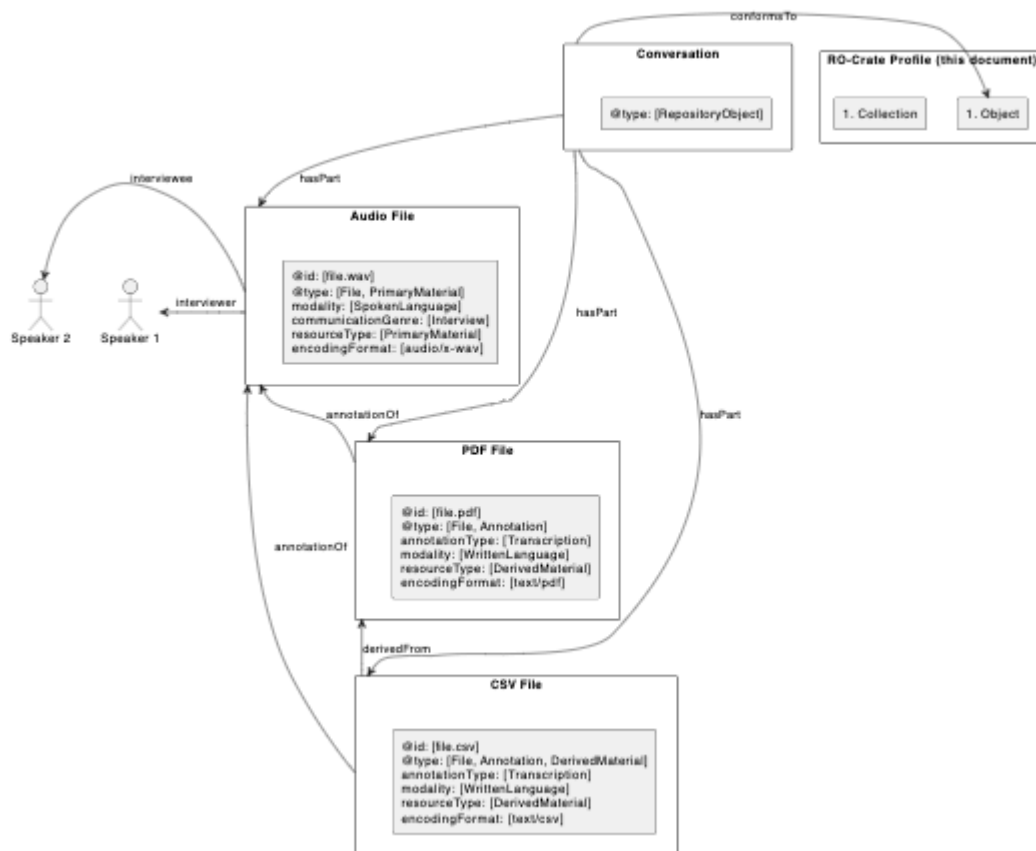 conformsTo
Conversation
@type: [RepositoryObject]
RO-Crate Profile (this document)
1. Collection
1. Object
hasPart
interviewee
Audio File
@id: [file.wav]
@type: [File, PrimaryMaterial]
modality: [SpokenLanguage]
communicationGenre: [Interview]
resourceType: [PrimaryMaterial]
encodingFormat: [audio/x-wav]
interviewer
Speaker 2
Speaker 1
hasPart
hasPart
annotationOf
PDF File
@id: [file.pdf]
@type: [File, Annotation]
annotationType: [Transcription]
modality: [WrittenLanguage]
resourceType: [DerivedMaterial]
encodingFormat: [text/pdf]
annotationOf
derivedFrom
CSV File
@id: [file.csv]
@type: [File, Annotation, DerivedMaterial]
annotationType: [Transcription]
modality: [WrittenLanguage]
resourceType: [DerivedMaterial]
encodingFormat: [text/csv]